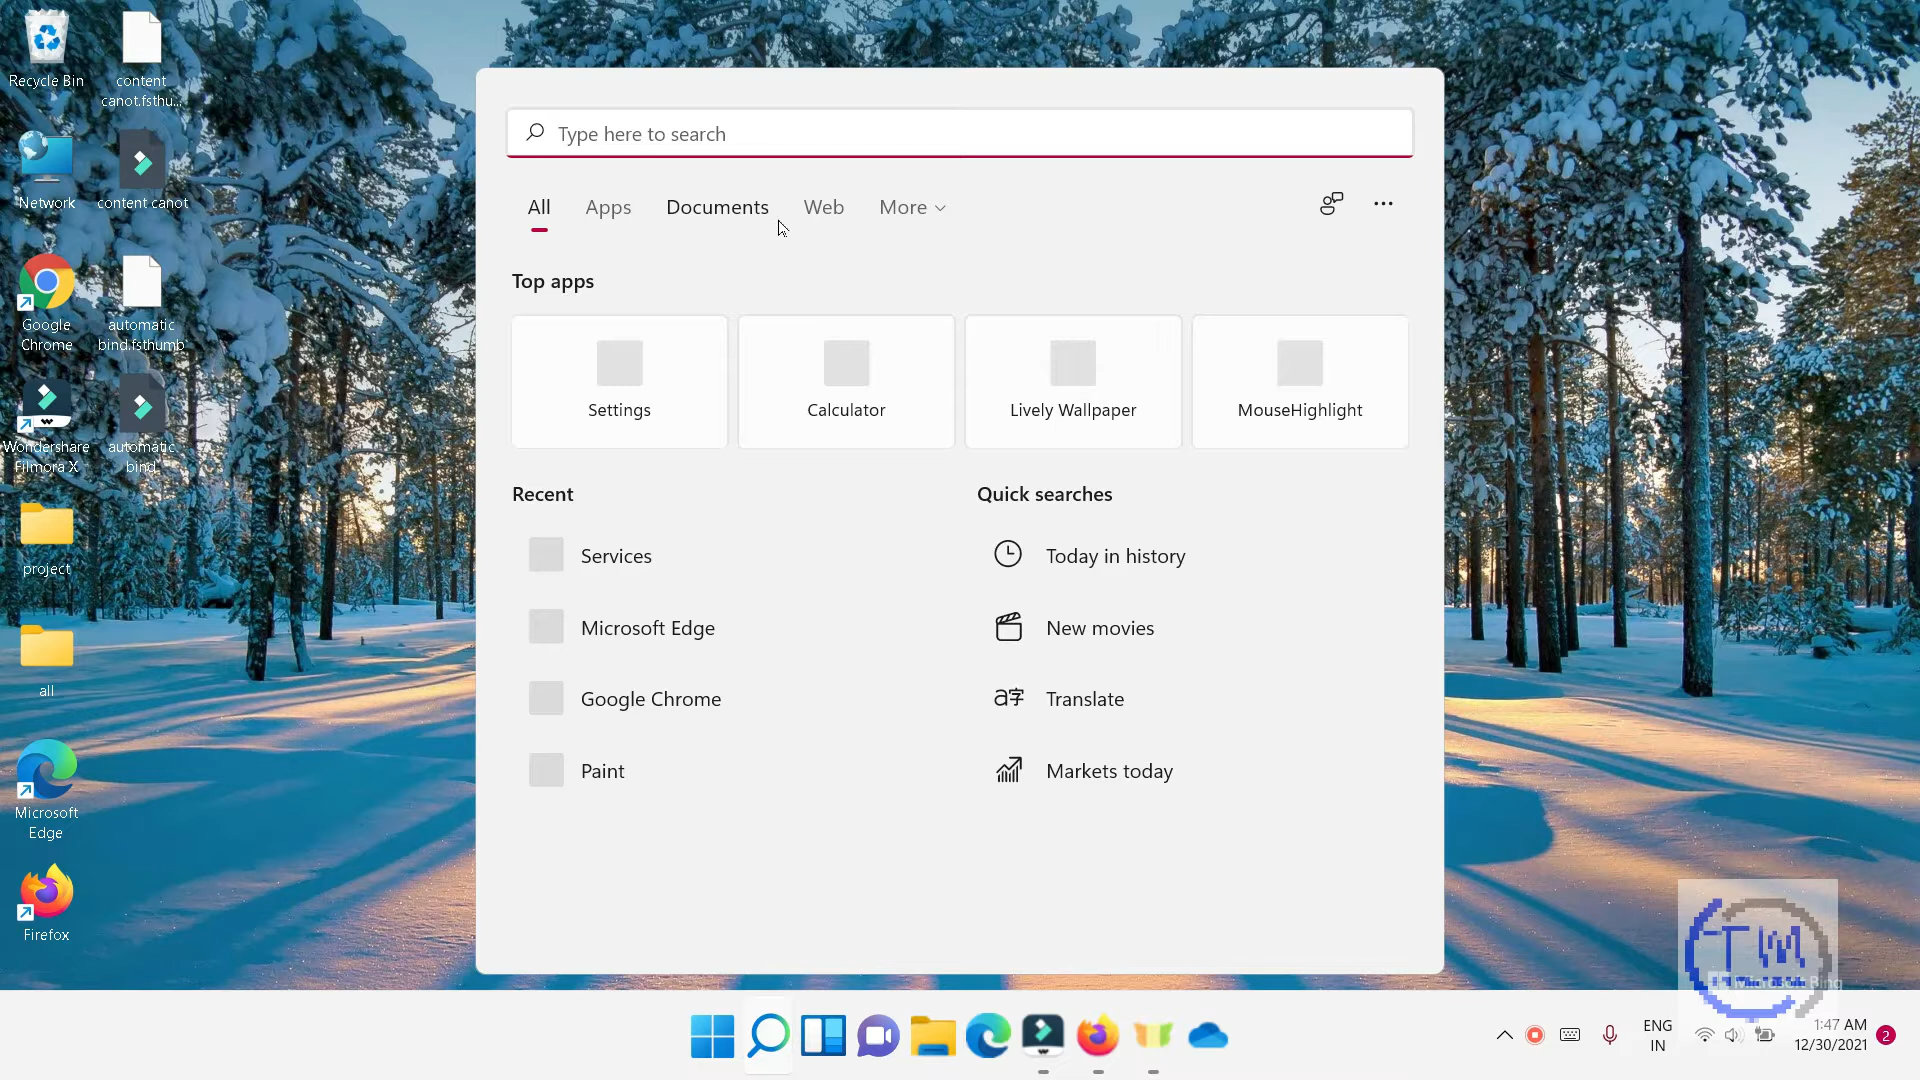 Recycle Bin
content
canot.fsthu...
Network
content canot
Google
Chrome
automatic
bind.fsthumb
Wondershare
Filmora X
automatic
bind
project
all
Microsoft
Edge
Firefox
Type here to search
All
Apps
Documents
Web
More
Top apps
Settings
Calculator
Lively Wallpaper
MouseHighlight
Recent
Quick searches
Services
Today in history
Microsoft Edge
New movies
Google Chrome
Translate
Paint
Markets today
TM
Microsoft Bing
ENG
IN
1:47 AM
12/30/2021
2